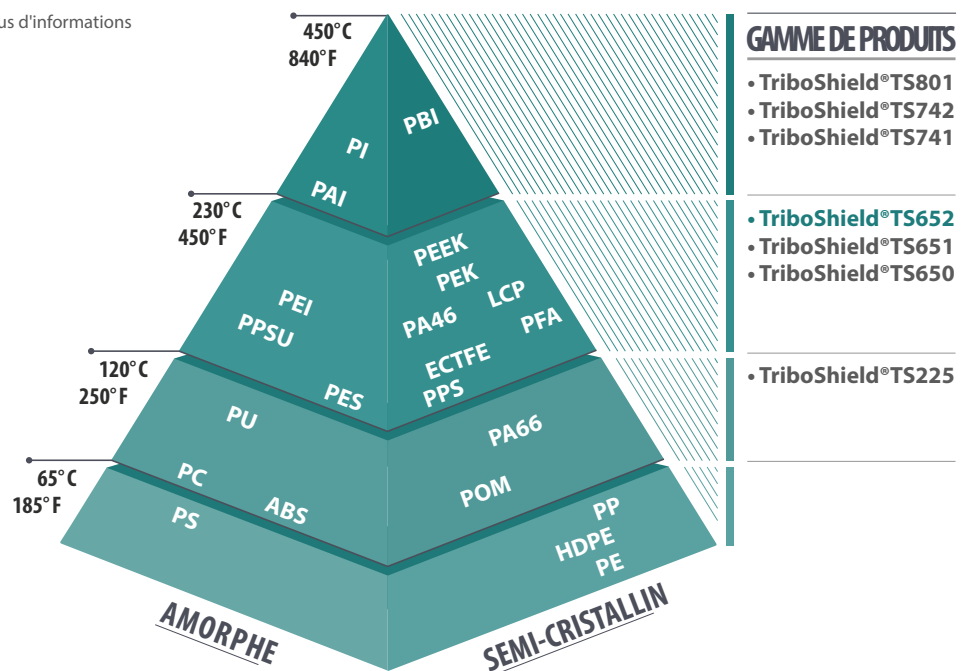 us d'informations
450°C
840°F
GAMME DE PRODUITS
• TriboShield®TS801
• TriboShield®TS742
• TriboShield®TS741
PBI
PI
PAI
230°C
450°F
• TriboShield®TS652
• TriboShield®TS651
• TriboShield®TS650
PEEK
PEK
LCP
PEI
PA46
PFA
PPSU
ECTFE
PES
PPS
120°C
250°F
• TriboShield®TS225
PU
PA66
PC
POM
ABS
65°C
185°F
PS
PP
HDPE
PE
AMORPHE
SEMI-CRISTALLIN